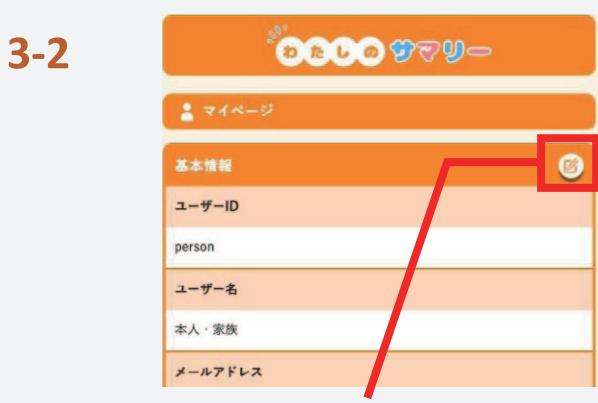 3-2
わたしのサマリー
マイページ
基本情報
ユーザーID
person
ユーザー名
本人・家族
メールアドレス